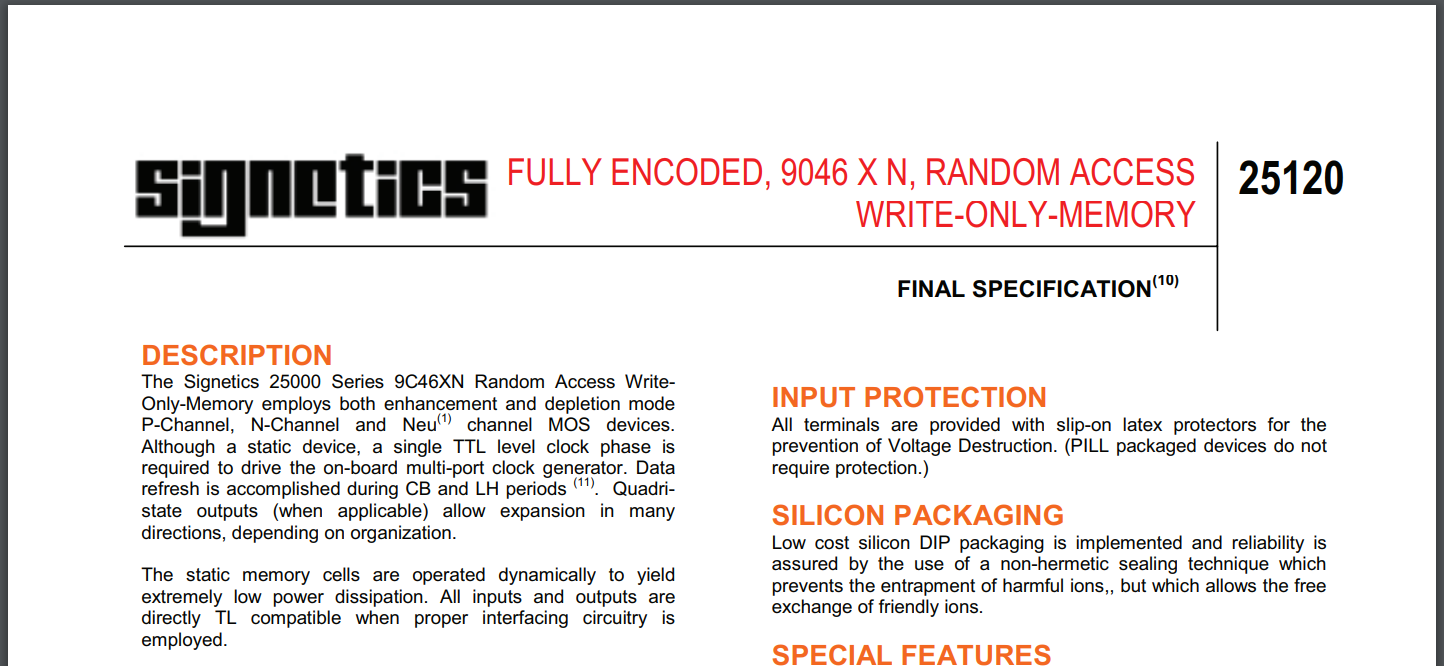 signetics
FULLY ENCODED, 9046 X N, RANDOM ACCESS
WRITE-ONLY-MEMORY
25120
FINAL SPECIFICATION(10)
DESCRIPTION
The Signetics 25000 Series 9C46XN Random Access Write-
Only-Memory employs both enhancement and depletion mode
P-Channel, N-Channel and Neu(1) channel MOS devices.
Although a static device, a single TTL level clock phase is
required to drive the on-board multi-port clock generator. Data
refresh is accomplished during CB and LH periods (11). Quadri-
state outputs (when applicable) allow expansion in many
directions, depending on organization.
The static memory cells are operated dynamically to yield
extremely low power dissipation. All inputs and outputs are
directly TL compatible when proper interfacing circuitry is
employed.
INPUT PROTECTION
All terminals are provided with slip-on latex protectors for the
prevention of Voltage Destruction. (PILL packaged devices do not
require protection.)
SILICON PACKAGING
Low cost silicon DIP packaging is implemented and reliability is
assured by the use of a non-hermetic sealing technique which
prevents the entrapment of harmful ions,, but which allows the free
exchange of friendly ions.
SPECIAL FEATURES